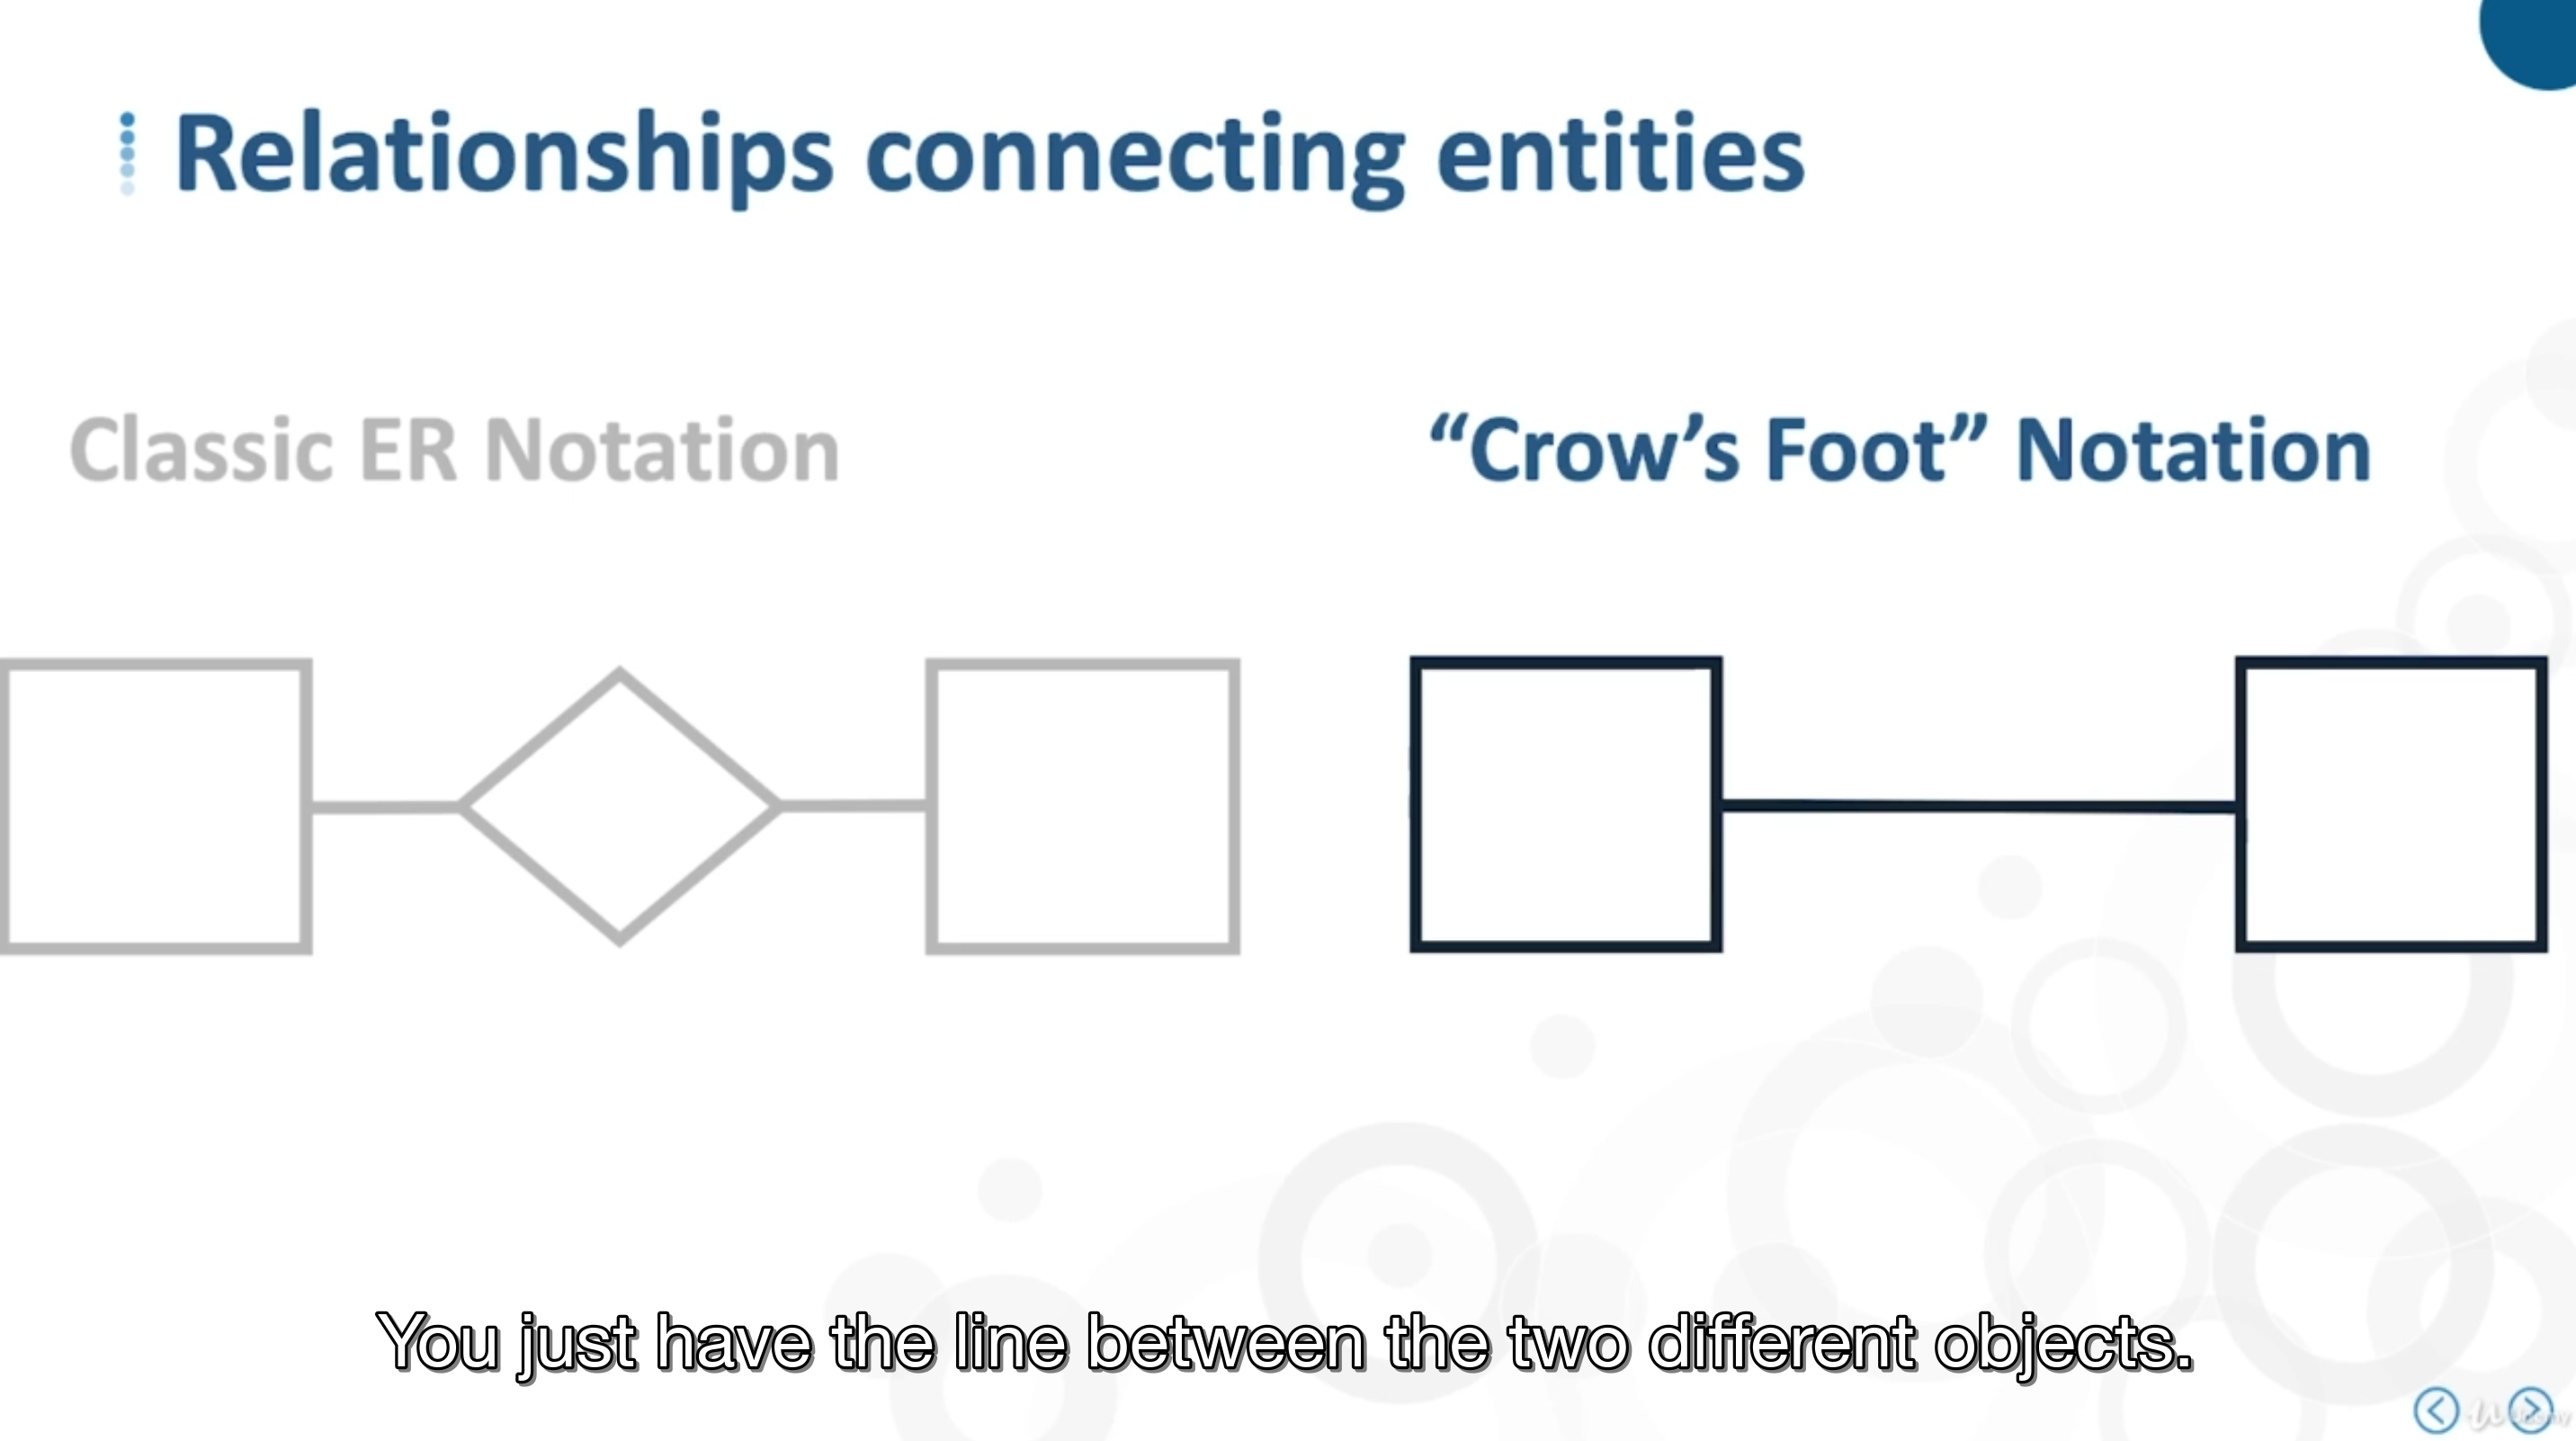 Relationships connecting entities
Classic ER Notation
“Crow’s Foot” Notation
You just have the line between the two different objects.